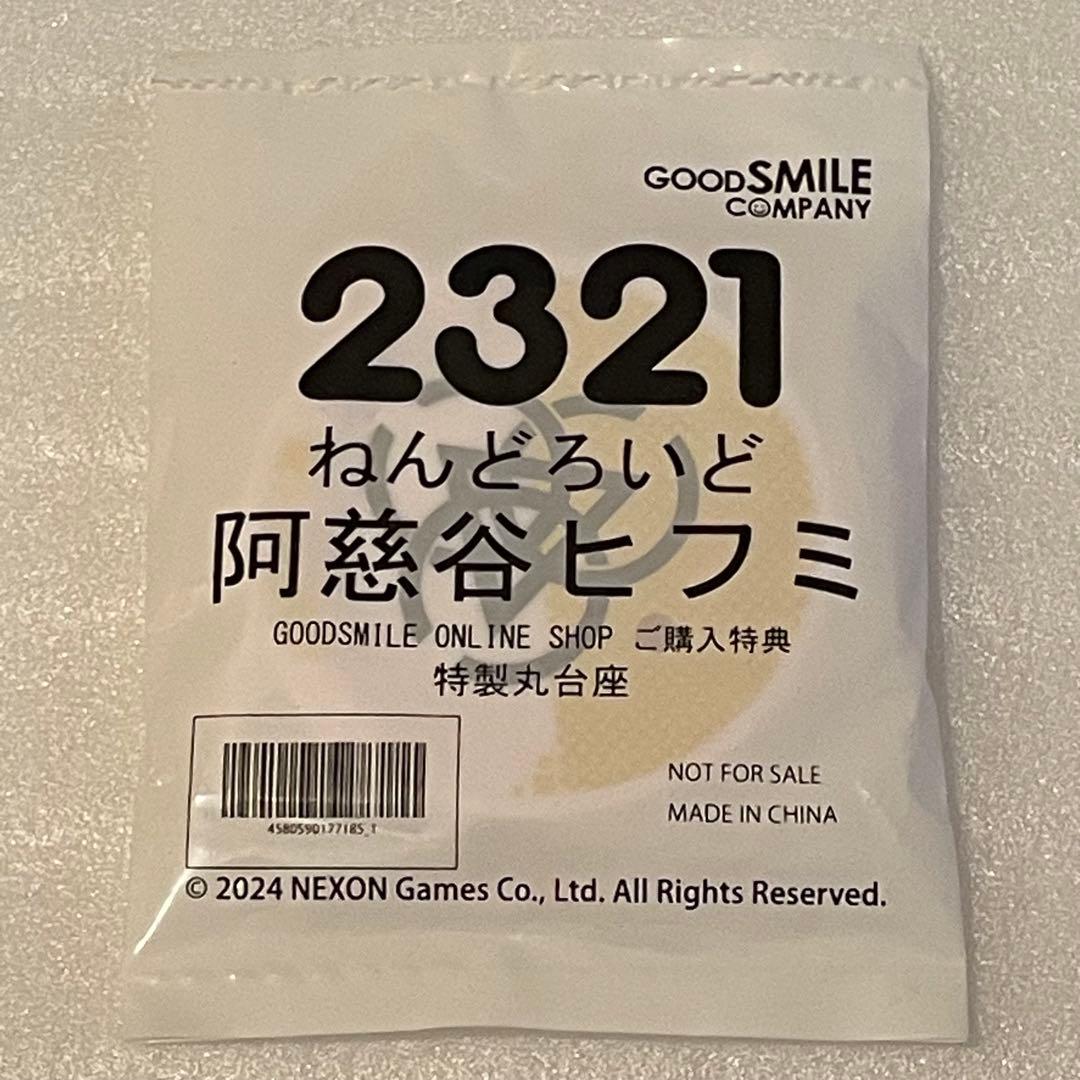 GOODSMILE
COMPANY
2321
ねんどろいど
阿慈谷ヒフミ
GOODSMILE ONLINE SHOP ご購入特典
特製丸台座
NOT FOR SALE
MADE IN CHINA
4580590177185_1
© 2024 NEXON Games Co., Ltd. All Rights Reserved.